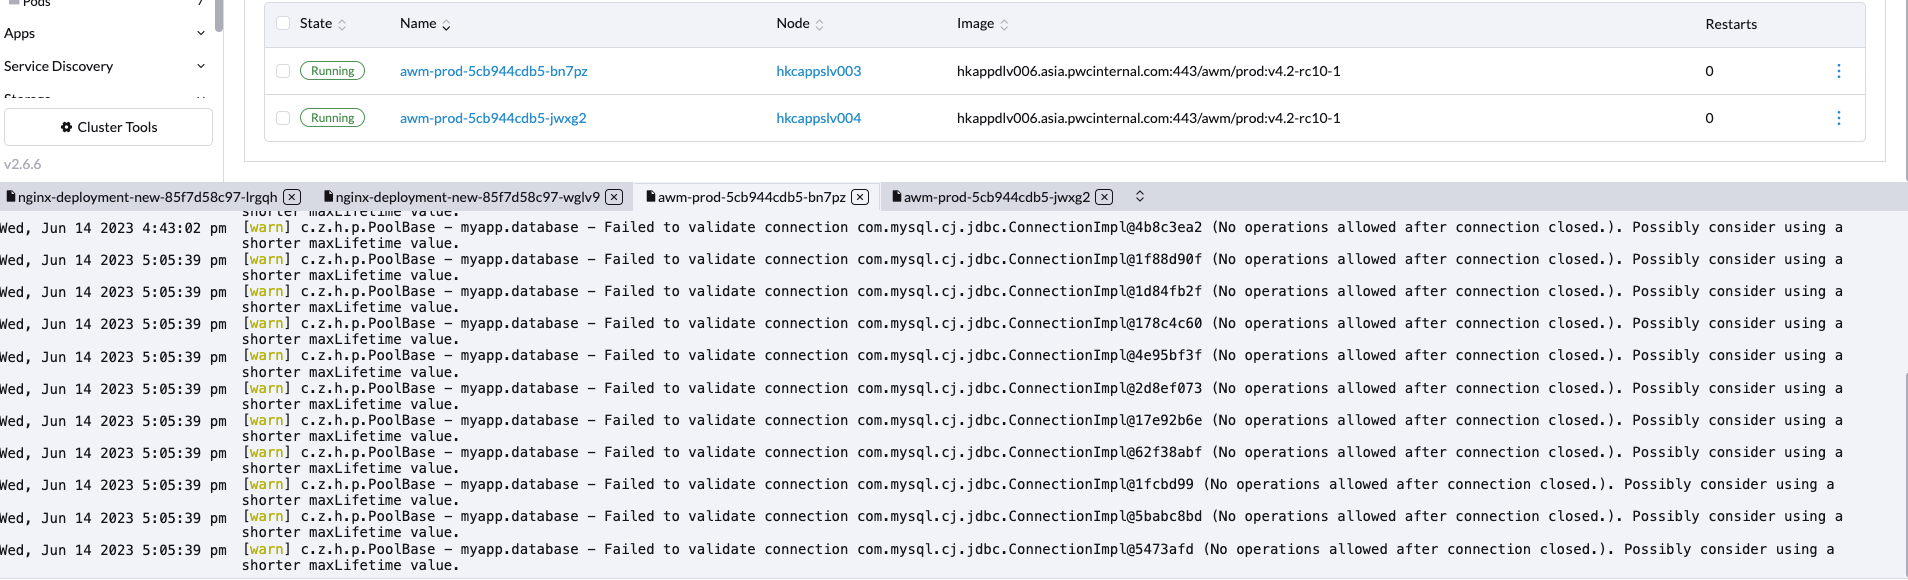 Pods 7
Apps
Service Discovery
Storage
Cluster Tools
v2.6.6
State Name Node Image Restarts
Running awm-prod-5cb944cdb5-bn7pz hkcappslv003 hkappdlv006.asia.pwcinternal.com:443/awm/prod:v4.2-rc10-1 0
Running awm-prod-5cb944cdb5-jwxg2 hkcappslv004 hkappdlv006.asia.pwcinternal.com:443/awm/prod:v4.2-rc10-1 0
nginx-deployment-new-85f7d58c97-lrgqh nginx-deployment-new-85f7d58c97-wglv9 awm-prod-5cb944cdb5-bn7pz awm-prod-5cb944cdb5-jwxg2
shorter maxLifetime value.
Wed, Jun 14 2023 4:43:02 pm [warn] c.z.h.p.PoolBase – myapp.database – Failed to validate connection com.mysql.cj.jdbc.ConnectionImpl@4b8c3ea2 (No operations allowed after connection closed.). Possibly consider using a
shorter maxLifetime value.
Wed, Jun 14 2023 5:05:39 pm [warn] c.z.h.p.PoolBase – myapp.database – Failed to validate connection com.mysql.cj.jdbc.ConnectionImpl@1f88d90f (No operations allowed after connection closed.). Possibly consider using a
shorter maxLifetime value.
Wed, Jun 14 2023 5:05:39 pm [warn] c.z.h.p.PoolBase – myapp.database – Failed to validate connection com.mysql.cj.jdbc.ConnectionImpl@1d84fb2f (No operations allowed after connection closed.). Possibly consider using a
shorter maxLifetime value.
Wed, Jun 14 2023 5:05:39 pm [warn] c.z.h.p.PoolBase – myapp.database – Failed to validate connection com.mysql.cj.jdbc.ConnectionImpl@178c4c60 (No operations allowed after connection closed.). Possibly consider using a
shorter maxLifetime value.
Wed, Jun 14 2023 5:05:39 pm [warn] c.z.h.p.PoolBase – myapp.database – Failed to validate connection com.mysql.cj.jdbc.ConnectionImpl@4e95bf3f (No operations allowed after connection closed.). Possibly consider using a
shorter maxLifetime value.
Wed, Jun 14 2023 5:05:39 pm [warn] c.z.h.p.PoolBase – myapp.database – Failed to validate connection com.mysql.cj.jdbc.ConnectionImpl@2d8ef073 (No operations allowed after connection closed.). Possibly consider using a
shorter maxLifetime value.
Wed, Jun 14 2023 5:05:39 pm [warn] c.z.h.p.PoolBase – myapp.database – Failed to validate connection com.mysql.cj.jdbc.ConnectionImpl@17e92b6e (No operations allowed after connection closed.). Possibly consider using a
shorter maxLifetime value.
Wed, Jun 14 2023 5:05:39 pm [warn] c.z.h.p.PoolBase – myapp.database – Failed to validate connection com.mysql.cj.jdbc.ConnectionImpl@62f38abf (No operations allowed after connection closed.). Possibly consider using a
shorter maxLifetime value.
Wed, Jun 14 2023 5:05:39 pm [warn] c.z.h.p.PoolBase – myapp.database – Failed to validate connection com.mysql.cj.jdbc.ConnectionImpl@1fcbd99 (No operations allowed after connection closed.). Possibly consider using a
shorter maxLifetime value.
Wed, Jun 14 2023 5:05:39 pm [warn] c.z.h.p.PoolBase – myapp.database – Failed to validate connection com.mysql.cj.jdbc.ConnectionImpl@5babc8bd (No operations allowed after connection closed.). Possibly consider using a
shorter maxLifetime value.
Wed, Jun 14 2023 5:05:39 pm [warn] c.z.h.p.PoolBase – myapp.database – Failed to validate connection com.mysql.cj.jdbc.ConnectionImpl@5473afd (No operations allowed after connection closed.). Possibly consider using a
shorter maxLifetime value.